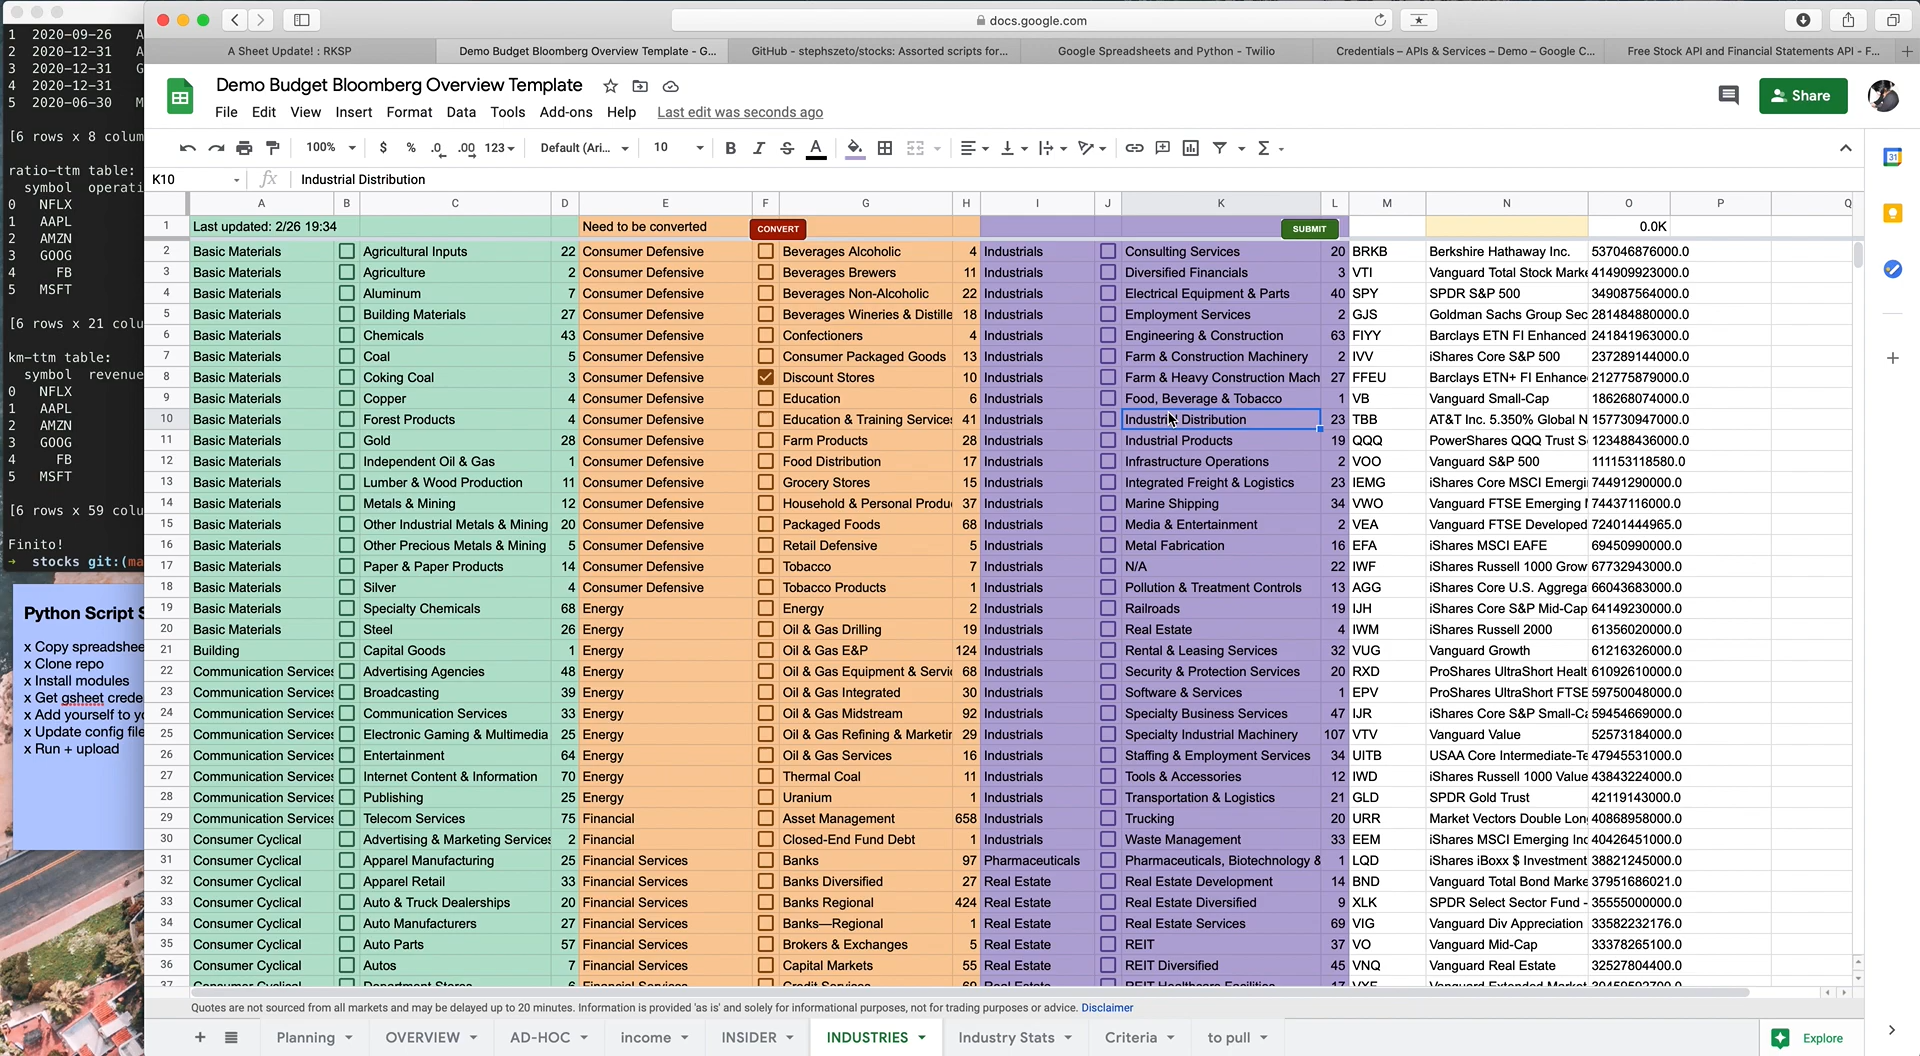 1 2020-09-26 A
2 2020-12-31 A
3 2020-12-31 G
4 2020-12-31
5 2020-06-30 M
[6 rows x 8 colum
ratio-ttm table:
symbol operati
0 NFLX
1 AAPL
2 AMZN
3 GOOG
4 FB
5 MSFT
[6 rows x 21 colu
km-ttm table:
symbol revenue
0 NFLX
1 AAPL
2 AMZN
3 GOOG
4 FB
5 MSFT
[6 rows x 59 colu
Finito!
→ stocks git:(ma
Python Script S
x Copy spreadshee
x Clone repo
x Install modules
x Get gsheet crede
x Add yourself to yo
x Update config file
x Run + upload
docs.google.com
A Sheet Update! : RKSP
Demo Budget Bloomberg Overview Template - G...
GitHub - stephszeto/stocks: Assorted scripts for...
Google Spreadsheets and Python - Twilio
Credentials – APIs & Services – Demo – Google C...
Free Stock API and Financial Statements API - F...
Demo Budget Bloomberg Overview Template
Share
File Edit View Insert Format Data Tools Add-ons Help Last edit was seconds ago
100% $ % .0 .00 123 Default (Ari... 10 B I S A
K10 fx Industrial Distribution
A B C D E F G H I J K L M N O P Q
1 Last updated: 2/26 19:34 Need to be converted CONVERT SUBMIT 0.0K
2 Basic Materials Agricultural Inputs 22 Consumer Defensive Beverages Alcoholic 4 Industrials Consulting Services 20 BRKB Berkshire Hathaway Inc. 537046876000.0
3 Basic Materials Agriculture 2 Consumer Defensive Beverages Brewers 11 Industrials Diversified Financials 3 VTI Vanguard Total Stock Marke 414909923000.0
4 Basic Materials Aluminum 7 Consumer Defensive Beverages Non-Alcoholic 22 Industrials Electrical Equipment & Parts 40 SPY SPDR S&P 500 349087564000.0
5 Basic Materials Building Materials 27 Consumer Defensive Beverages Wineries & Distille 18 Industrials Employment Services 2 GJS Goldman Sachs Group Sec 281484880000.0
6 Basic Materials Chemicals 43 Consumer Defensive Confectioners 4 Industrials Engineering & Construction 63 FIYY Barclays ETN FI Enhanced 241841963000.0
7 Basic Materials Coal 5 Consumer Defensive Consumer Packaged Goods 13 Industrials Farm & Construction Machinery 2 IVV iShares Core S&P 500 237289144000.0
8 Basic Materials Coking Coal 3 Consumer Defensive Discount Stores 10 Industrials Farm & Heavy Construction Mach 27 FFEU Barclays ETN+ FI Enhance 212775879000.0
9 Basic Materials Copper 4 Consumer Defensive Education 6 Industrials Food, Beverage & Tobacco 1 VB Vanguard Small-Cap 186268074000.0
10 Basic Materials Forest Products 4 Consumer Defensive Education & Training Services 41 Industrials Industrial Distribution 23 TBB AT&T Inc. 5.350% Global N 157730947000.0
11 Basic Materials Gold 28 Consumer Defensive Farm Products 28 Industrials Industrial Products 19 QQQ PowerShares QQQ Trust S 123488436000.0
12 Basic Materials Independent Oil & Gas 1 Consumer Defensive Food Distribution 17 Industrials Infrastructure Operations 2 VOO Vanguard S&P 500 111153118580.0
13 Basic Materials Lumber & Wood Production 11 Consumer Defensive Grocery Stores 15 Industrials Integrated Freight & Logistics 23 IEMG iShares Core MSCI Emergi 74491290000.0
14 Basic Materials Metals & Mining 12 Consumer Defensive Household & Personal Produ 37 Industrials Marine Shipping 34 VWO Vanguard FTSE Emerging 74437116000.0
15 Basic Materials Other Industrial Metals & Mining 20 Consumer Defensive Packaged Foods 68 Industrials Media & Entertainment 2 VEA Vanguard FTSE Developed 72401444965.0
16 Basic Materials Other Precious Metals & Mining 5 Consumer Defensive Retail Defensive 5 Industrials Metal Fabrication 16 EFA iShares MSCI EAFE 69450990000.0
17 Basic Materials Paper & Paper Products 14 Consumer Defensive Tobacco 7 Industrials N/A 22 IWF iShares Russell 1000 Grow 67732943000.0
18 Basic Materials Silver 4 Consumer Defensive Tobacco Products 1 Industrials Pollution & Treatment Controls 13 AGG iShares Core U.S. Aggrega 66043683000.0
19 Basic Materials Specialty Chemicals 68 Energy Energy 2 Industrials Railroads 19 IJH iShares Core S&P Mid-Cap 64149230000.0
20 Basic Materials Steel 26 Energy Oil & Gas Drilling 19 Industrials Real Estate 4 IWM iShares Russell 2000 61356020000.0
21 Building Capital Goods 1 Energy Oil & Gas E&P 124 Industrials Rental & Leasing Services 32 VUG Vanguard Growth 61216326000.0
22 Communication Services Advertising Agencies 48 Energy Oil & Gas Equipment & Servic 68 Industrials Security & Protection Services 20 RXD ProShares UltraShort Healt 61092610000.0
23 Communication Services Broadcasting 39 Energy Oil & Gas Integrated 30 Industrials Software & Services 1 EPV ProShares UltraShort FTSE 59750048000.0
24 Communication Services Communication Services 33 Energy Oil & Gas Midstream 92 Industrials Specialty Business Services 47 IJR iShares Core S&P Small-Ca 59454669000.0
25 Communication Services Electronic Gaming & Multimedia 25 Energy Oil & Gas Refining & Marketin 29 Industrials Specialty Industrial Machinery 107 VTV Vanguard Value 52573184000.0
26 Communication Services Entertainment 64 Energy Oil & Gas Services 16 Industrials Staffing & Employment Services 34 UITB USAA Core Intermediate-Te 47945531000.0
27 Communication Services Internet Content & Information 70 Energy Thermal Coal 11 Industrials Tools & Accessories 12 IWD iShares Russell 1000 Value 43843224000.0
28 Communication Services Publishing 25 Energy Uranium 1 Industrials Transportation & Logistics 21 GLD SPDR Gold Trust 42119143000.0
29 Communication Services Telecom Services 75 Financial Asset Management 658 Industrials Trucking 20 URR Market Vectors Double Lon 40868958000.0
30 Consumer Cyclical Advertising & Marketing Services 2 Financial Closed-End Fund Debt 1 Industrials Waste Management 33 EEM iShares MSCI Emerging Inc 40426451000.0
31 Consumer Cyclical Apparel Manufacturing 25 Financial Services Banks 97 Pharmaceuticals Pharmaceuticals, Biotechnology & 1 LQD iShares iBoxx $ Investment 38821245000.0
32 Consumer Cyclical Apparel Retail 33 Financial Services Banks Diversified 27 Real Estate Real Estate Development 14 BND Vanguard Total Bond Marke 37951686021.0
33 Consumer Cyclical Auto & Truck Dealerships 20 Financial Services Banks Regional 424 Real Estate Real Estate Diversified 9 XLK SPDR Select Sector Fund - 35555000000.0
34 Consumer Cyclical Auto Manufacturers 27 Financial Services Banks—Regional 1 Real Estate Real Estate Services 69 VIG Vanguard Div Appreciation 33582232176.0
35 Consumer Cyclical Auto Parts 57 Financial Services Brokers & Exchanges 5 Real Estate REIT 37 VO Vanguard Mid-Cap 33378265100.0
36 Consumer Cyclical Autos 7 Financial Services Capital Markets 55 Real Estate REIT Diversified 45 VNQ Vanguard Real Estate 32527804400.0
Quotes are not sourced from all markets and may be delayed up to 20 minutes. Information is provided 'as is' and solely for informational purposes, not for trading purposes or advice. Disclaimer
Planning OVERVIEW AD-HOC income INSIDER INDUSTRIES Industry Stats Criteria to pull Explore